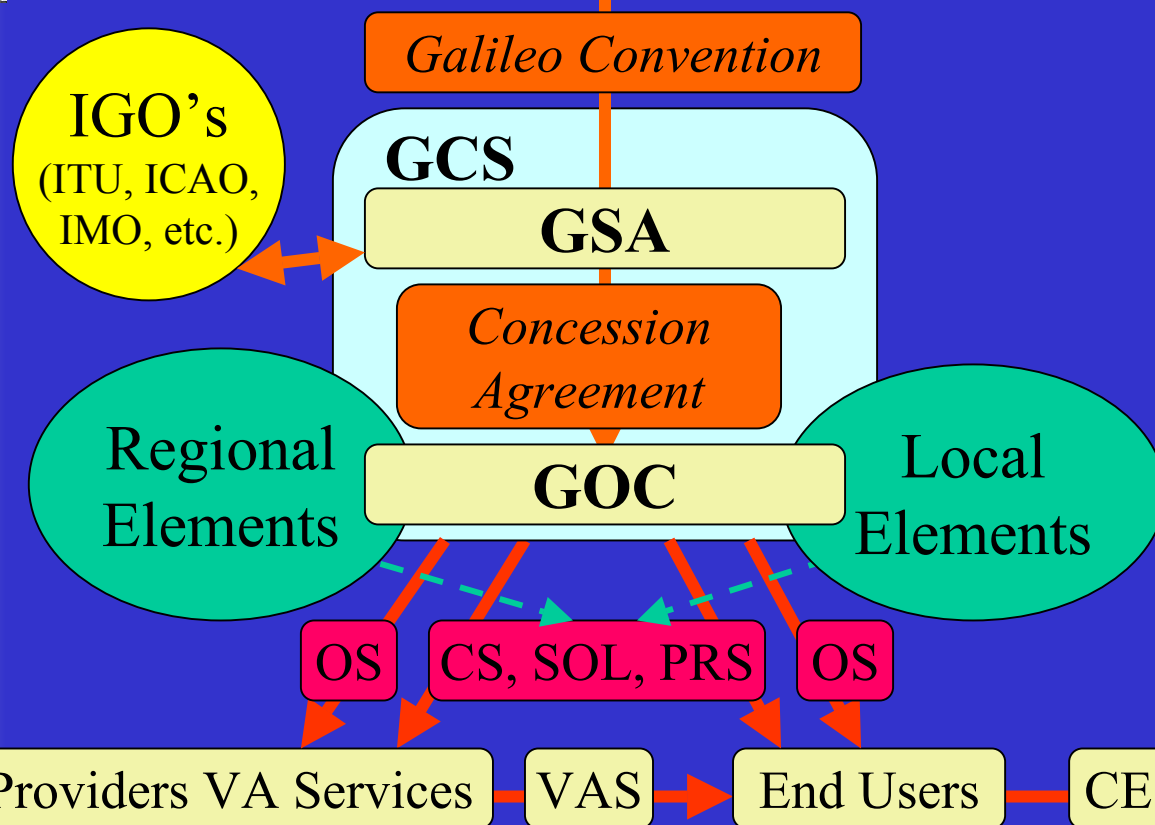 Galileo Convention
IGO’s
(ITU, ICAO,
IMO, etc.)
GCS
GSA
Concession
Agreement
Regional
Elements
GOC
Local
Elements
OS
CS, SOL, PRS
OS
Providers VA Services
VAS
End Users
CE